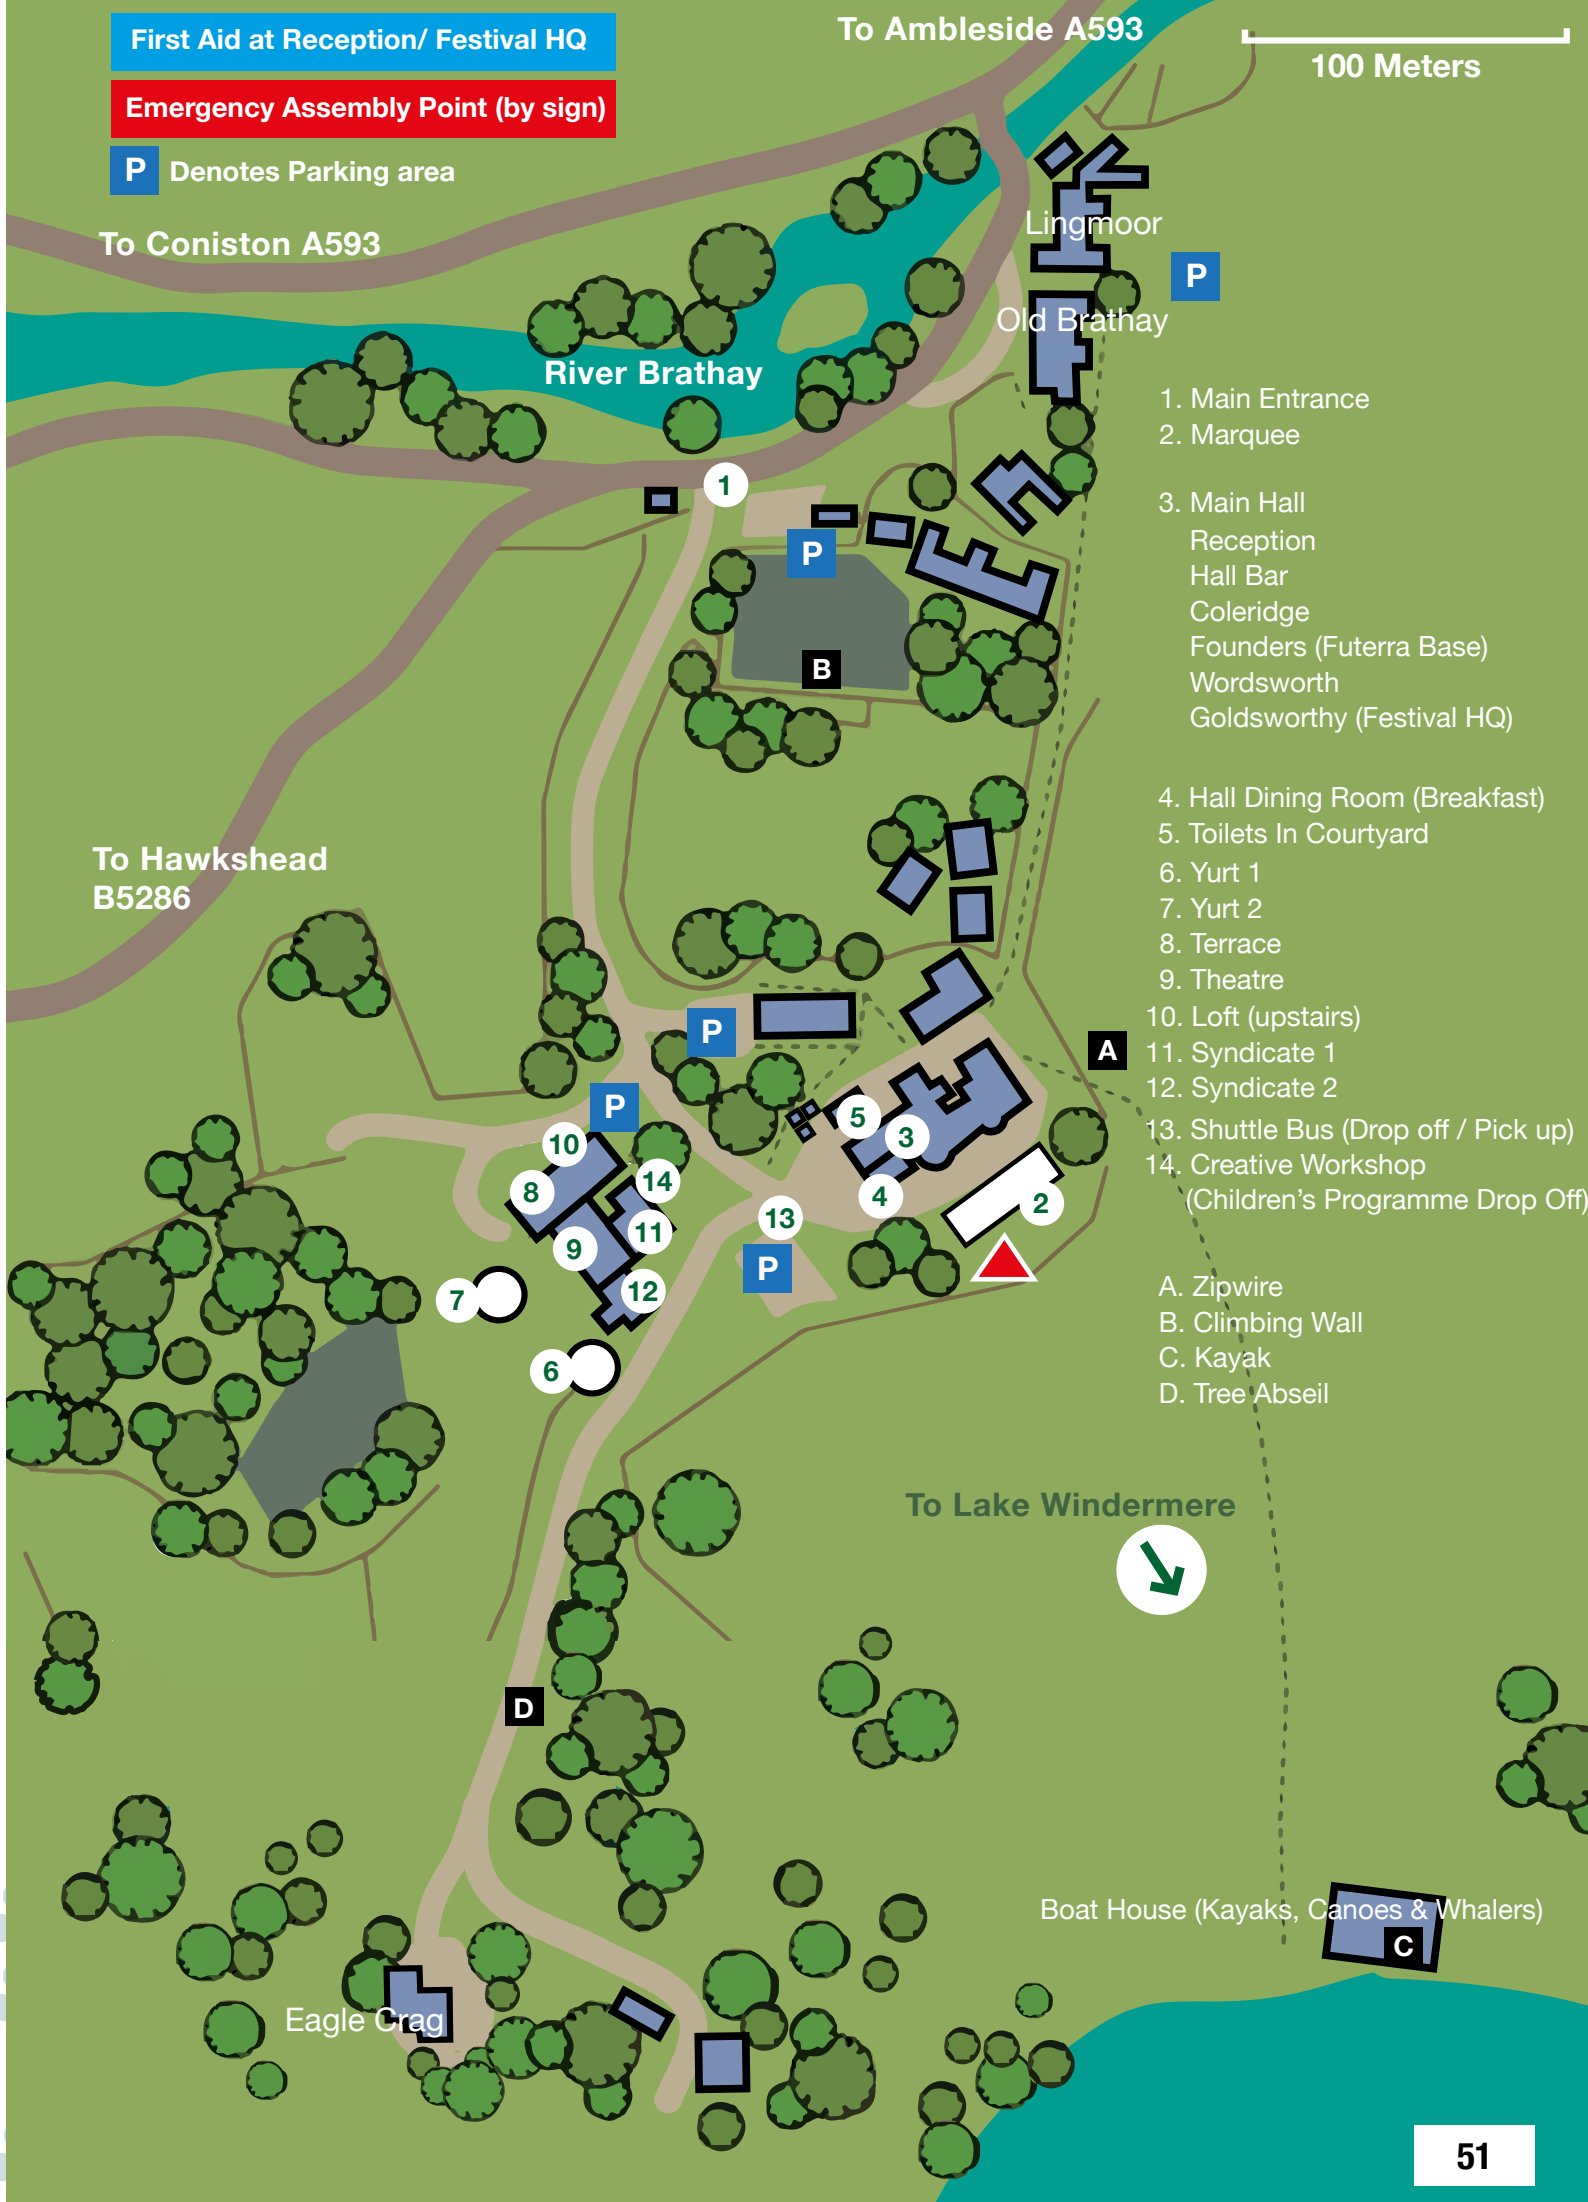 First Aid at Reception/ Festival HQ
Emergency Assembly Point (by sign)
P Denotes Parking area
To Ambleside A593
100 Meters
To Coniston A593
Lingmoor
P
Old Brathay
River Brathay
1
P
B
1. Main Entrance
2. Marquee
3. Main Hall
Reception
Hall Bar
Coleridge
Founders (Futerra Base)
Wordsworth
Goldsworthy (Festival HQ)
4. Hall Dining Room (Breakfast)
5. Toilets In Courtyard
6. Yurt 1
7. Yurt 2
8. Terrace
9. Theatre
10. Loft (upstairs)
11. Syndicate 1
12. Syndicate 2
13. Shuttle Bus (Drop off / Pick up)
14. Creative Workshop
(Children's Programme Drop Off)
A. Zipwire
B. Climbing Wall
C. Kayak
D. Tree Abseil
To Hawkshead
B5286
P
A
P
5
3
10
14
8
4
2
13
11
9
P
12
7
6
To Lake Windermere
D
Boat House (Kayaks, Canoes & Whalers)
C
Eagle Crag
51